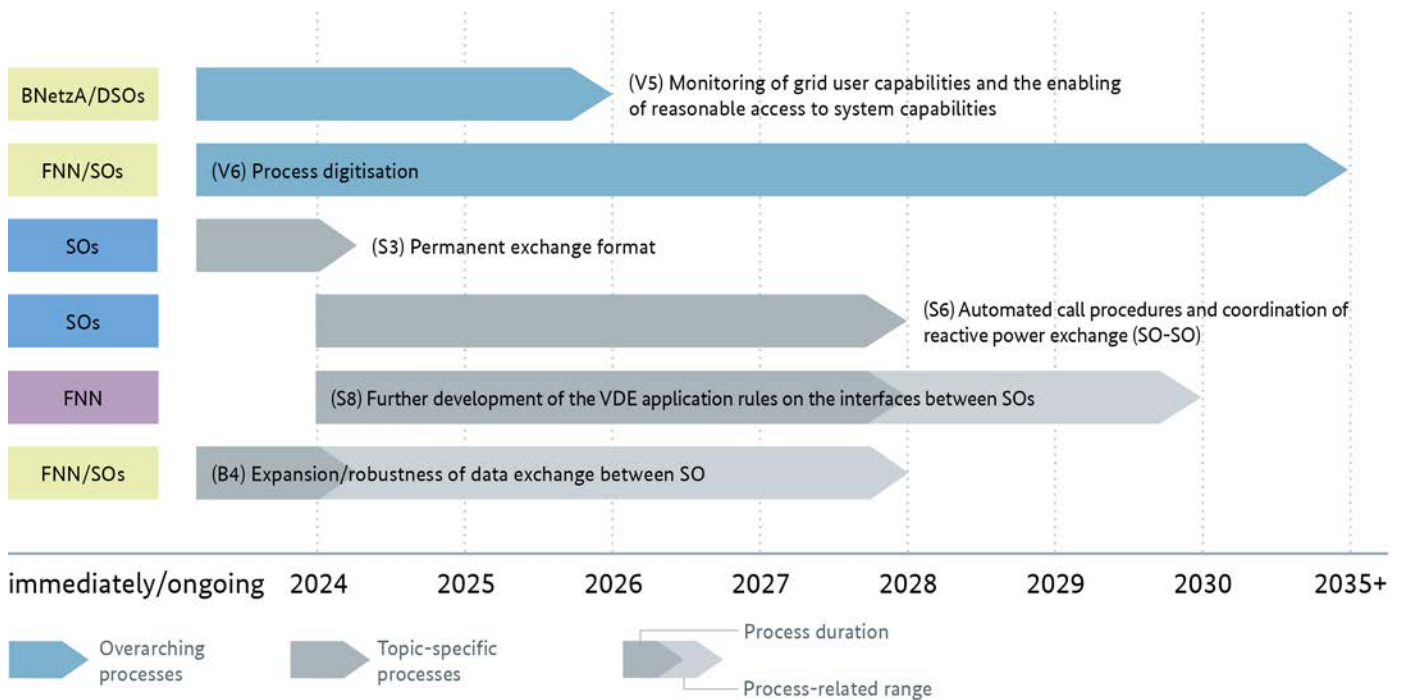 BNetzA/DSOs
(V5) Monitoring of grid user capabilities and the enabling
of reasonable access to system capabilities
FNN/SOs
(V6) Process digitisation
SOs
(S3) Permanent exchange format
SOs
(S6) Automated call procedures and coordination of
reactive power exchange (SO-SO)
FNN
(S8) Further development of the VDE application rules on the interfaces between SOs
FNN/SOs
(B4) Expansion/robustness of data exchange between SO
immediately/ongoing 2024 2025 2026 2027 2028 2029 2030 2035+
Overarching
processes
Topic-specific
processes
Process duration
Process-related range